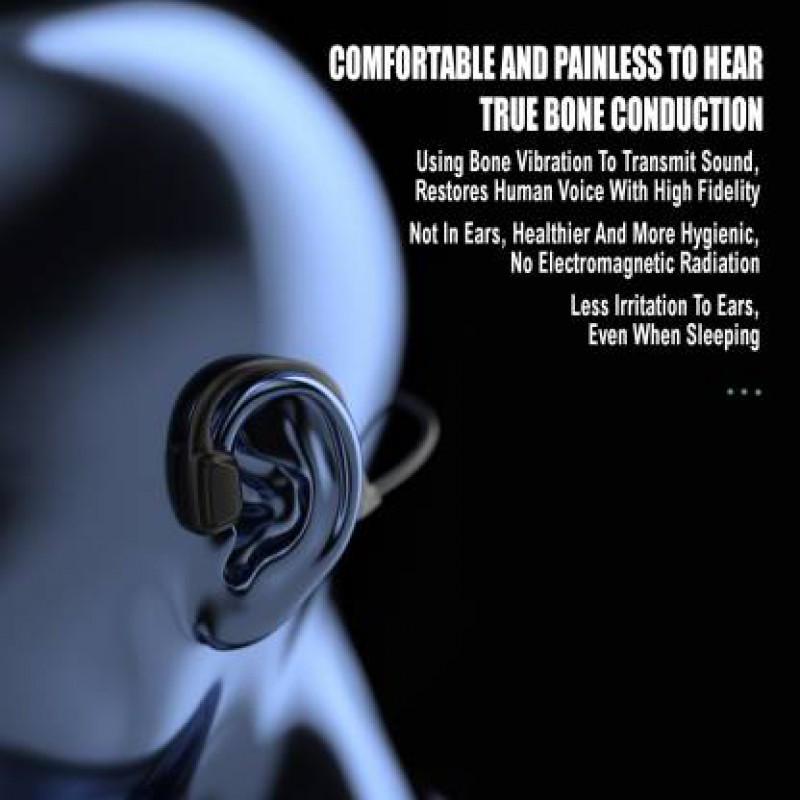 COMFORTABLE AND PAINLESS TO HEAR
TRUE BONE CONDUCTION
Using Bone Vibration To Transmit Sound,
Restores Human Voice With High Fidelity
Not In Ears, Healthier And More Hygienic,
No Electromagnetic Radiation
Less Irritation To Ears,
Even When Sleeping
...